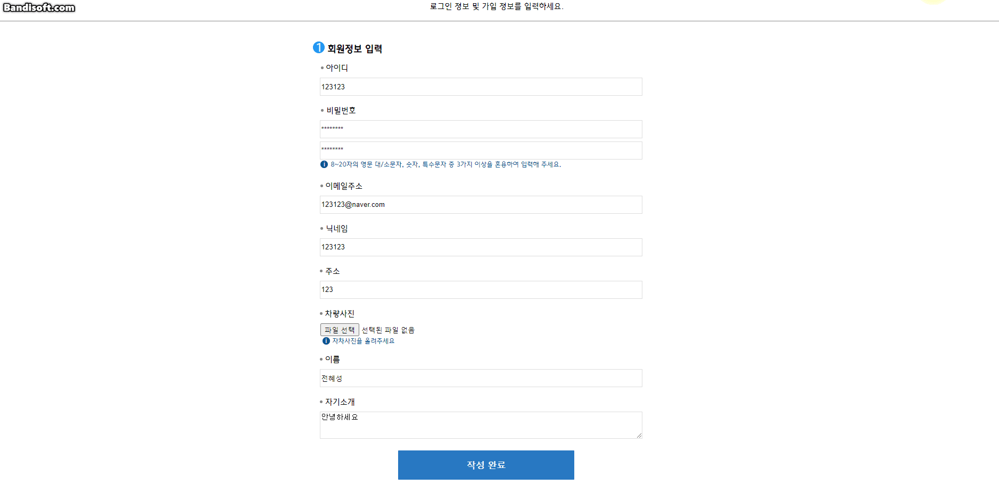 Bandisoft.com
로그인 정보 및 가입 정보를 입력하세요.
1 회원정보 입력
• 아이디
123123
• 비밀번호
********
********
i 8~20자의 영문 대/소문자, 숫자, 특수문자 중 3가지 이상을 혼용하여 입력해 주세요.
• 이메일주소
123123@naver.com
• 닉네임
123123
• 주소
123
• 차량사진
파일 선택 선택된 파일 없음
i 자차사진을 올려주세요
• 이름
전혜성
• 자기소개
안녕하세요
작성 완료